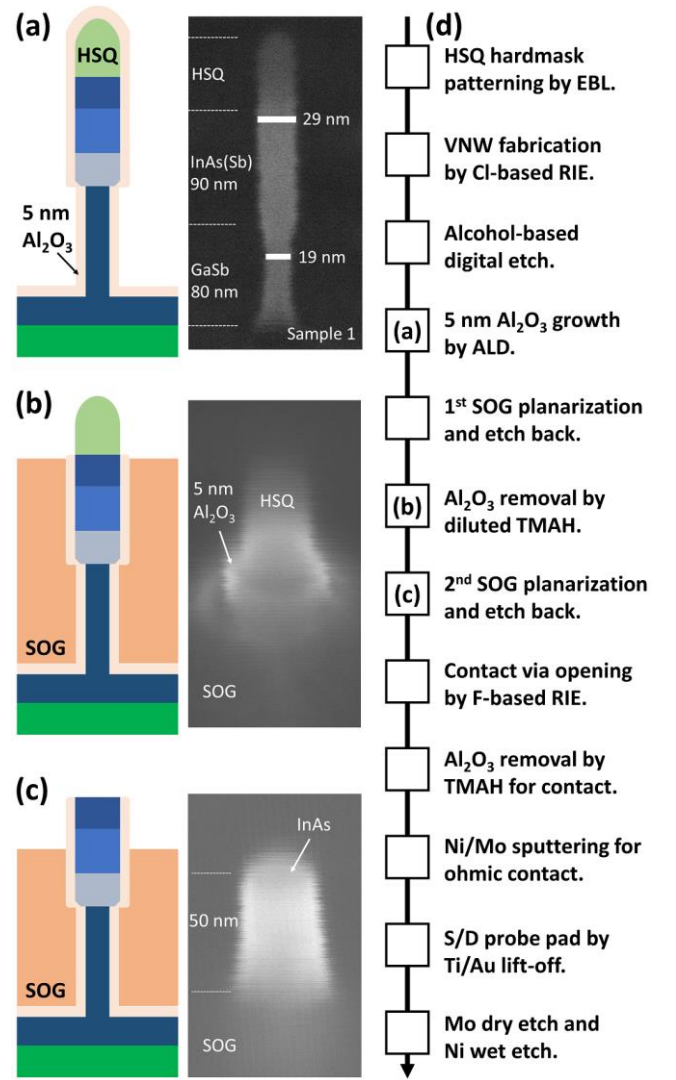 (a)
HSQ
5 nm
Al₂O₃
HSQ
InAs(Sb)
90 nm
GaSb
80 nm
29 nm
19 nm
Sample 1
(b)
SOG
5 nm
Al₂O₃
HSQ
SOG
(c)
SOG
InAs
50 nm
SOG
(d)
HSQ hardmask
patterning by EBL.
VNW fabrication
by Cl-based RIE.
Alcohol-based
digital etch.
(a)
5 nm Al₂O₃ growth
by ALD.
1ˢᵗ SOG planarization
and etch back.
(b)
Al₂O₃ removal by
diluted TMAH.
(c)
2ⁿᵈ SOG planarization
and etch back.
Contact via opening
by F-based RIE.
Al₂O₃ removal by
TMAH for contact.
Ni/Mo sputtering for
ohmic contact.
S/D probe pad by
Ti/Au lift-off.
Mo dry etch and
Ni wet etch.